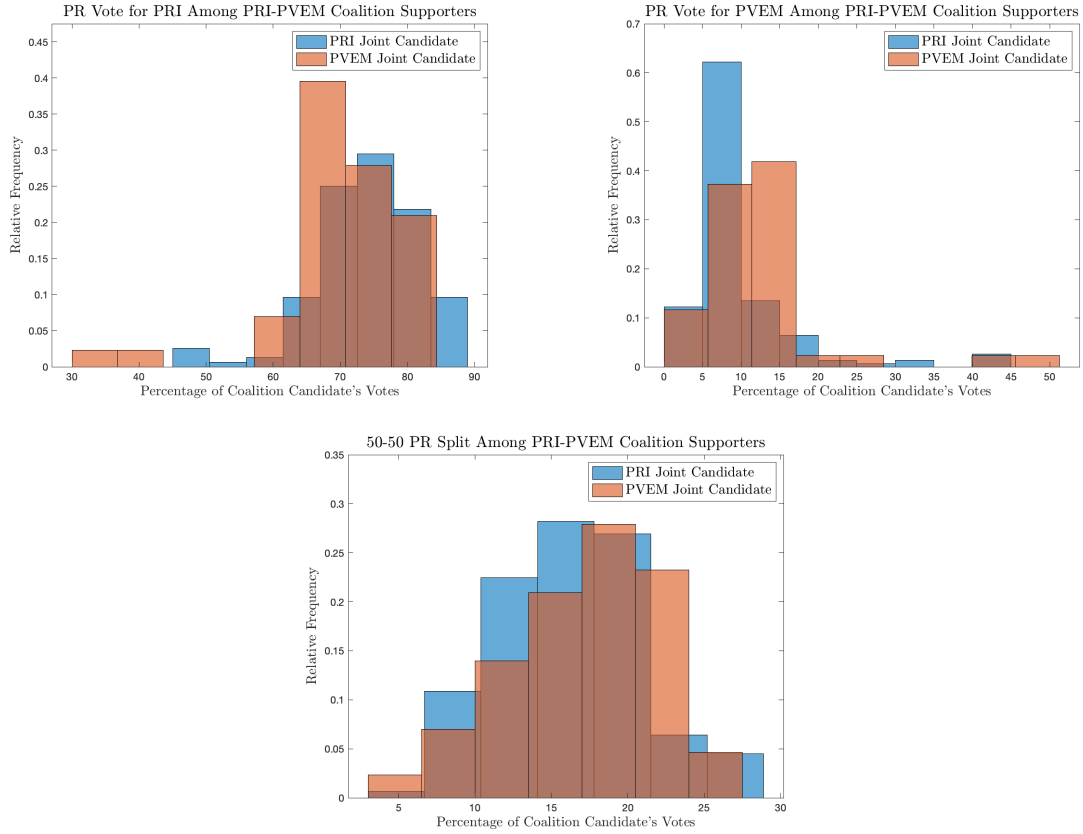 PR Vote for PRI Among PRI-PVEM Coalition Supporters
PRI Joint Candidate
PVEM Joint Candidate
Relative Frequency
0.45
0.4
0.35
0.3
0.25
0.2
0.15
0.1
0.05
0
30 40 50 60 70 80 90
Percentage of Coalition Candidate's Votes
PR Vote for PVEM Among PRI-PVEM Coalition Supporters
PRI Joint Candidate
PVEM Joint Candidate
Relative Frequency
0.7
0.6
0.5
0.4
0.3
0.2
0.1
0
0 5 10 15 20 25 30 35 40 45 50
Percentage of Coalition Candidate's Votes
50-50 PR Split Among PRI-PVEM Coalition Supporters
PRI Joint Candidate
PVEM Joint Candidate
Relative Frequency
0.35
0.3
0.25
0.2
0.15
0.1
0.05
0
5 10 15 20 25 30
Percentage of Coalition Candidate's Votes